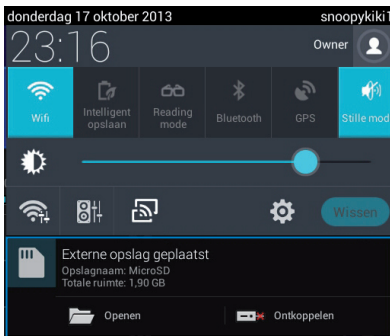 donderdag 17 oktober 2013 snoopykiki1
23:16 Owner
Wifi Intelligent opslaan Reading mode Bluetooth GPS Stille mod
Wissen
Externe opslag geplaatst
Opslagnaam: MicroSD
Totale ruimte: 1,90 GB
Openen Ontkoppelen